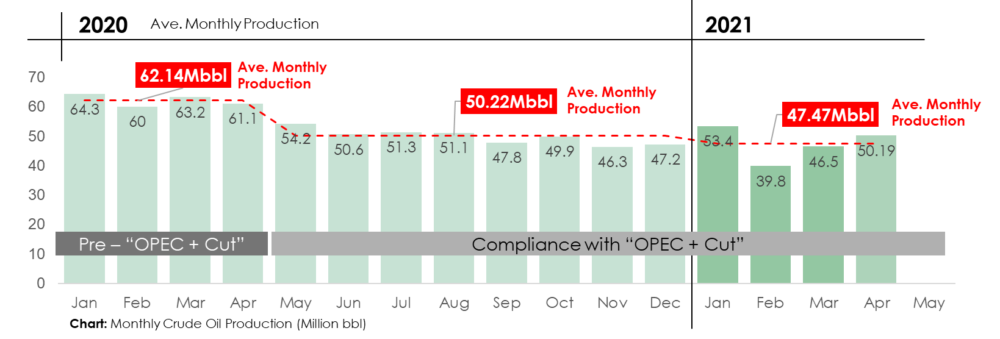 2020 Ave. Monthly Production 2021
62.14Mbbl Ave. Monthly
Production
50.22Mbbl Ave. Monthly
Production
47.47Mbbl Ave. Monthly
Production
70
60
50
40
30
20
10
0
64.3 60 63.2 61.1 54.2 50.6 51.3 51.1 47.8 49.9 46.3 47.2 53.4 39.8 46.5 50.19
Pre – “OPEC + Cut” Compliance with “OPEC + Cut”
Jan Feb Mar Apr May Jun Jul Aug Sep Oct Nov Dec Jan Feb Mar Apr May
Chart: Monthly Crude Oil Production (Million bbl)